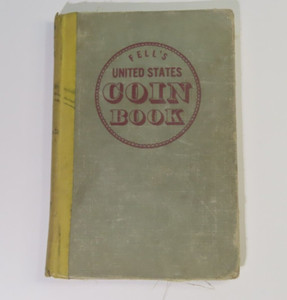 FELL'S
UNITED STATES
COIN
BOOK